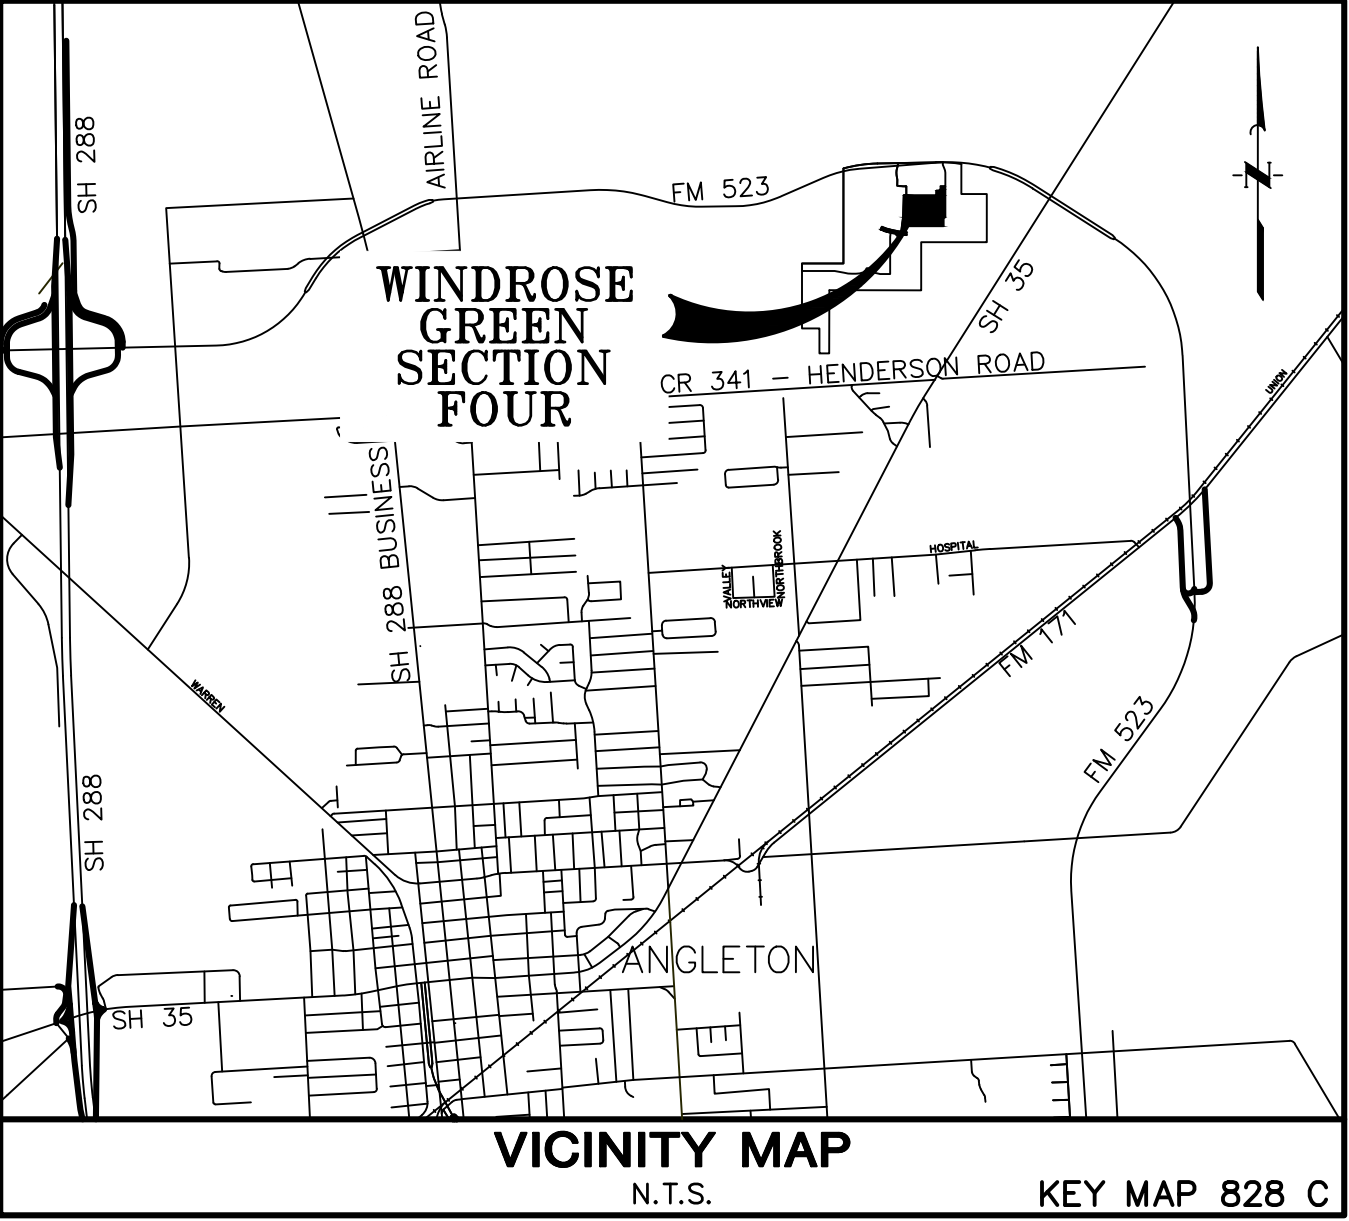 AIRLINE ROAD
SH 288
FM 523
N
WINDROSE
GREEN
SECTION
FOUR
SH 35
CR 341 - HENDERSON ROAD
UNION
SH 288 BUSINESS
HOSPITAL
VALLEY
NORTHBROOK
NORTHVIEW
FM 171
WARREN
FM 523
SH 288
ANGLETON
SH 35
VICINITY MAP
N.T.S.
KEY MAP 828 C